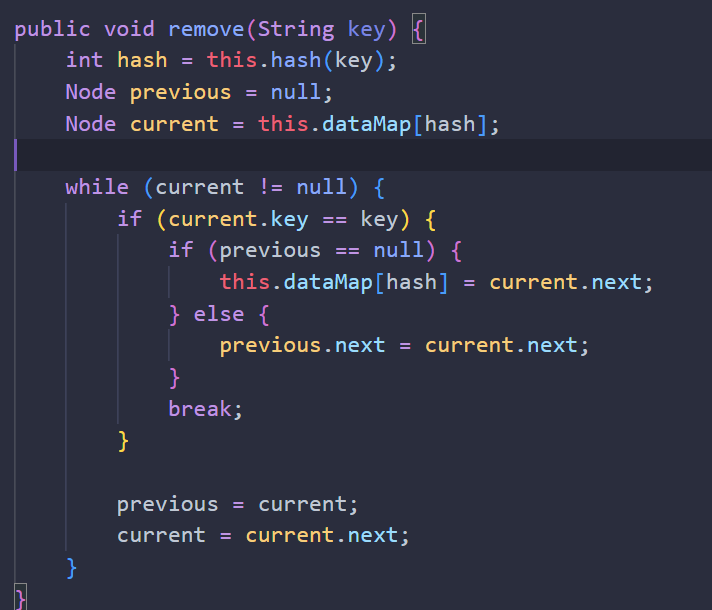 public void remove(String key) {
    int hash = this.hash(key);
    Node previous = null;
    Node current = this.dataMap[hash];

    while (current != null) {
        if (current.key == key) {
            if (previous == null) {
                this.dataMap[hash] = current.next;
            } else {
                previous.next = current.next;
            }
            break;
        }

        previous = current;
        current = current.next;
    }
}